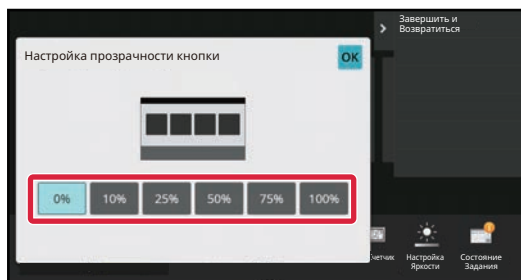 Завершить и
Возвратиться
Настройка прозрачности кнопки
OK
0%
10%
25%
50%
75%
100%
Настройка
Яркости
Состояние
Задания